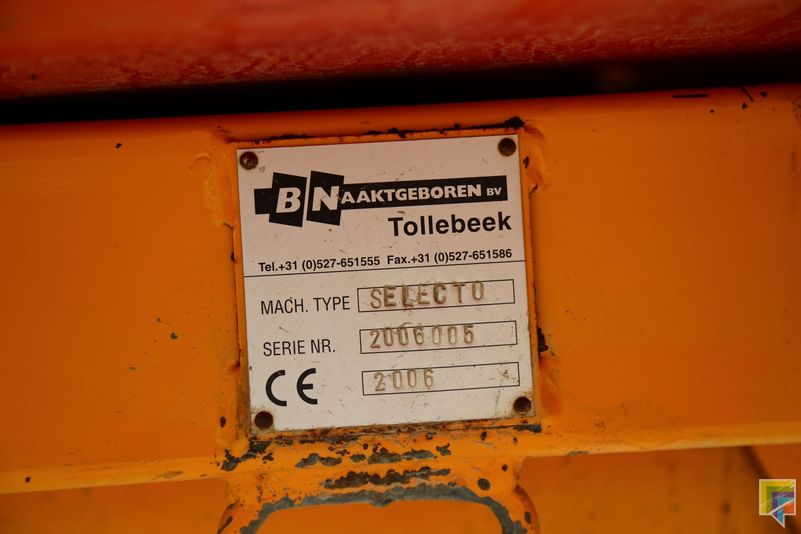 BNAAKTGEBOREN BV
Tollebeek
Tel.+31 (0)527-651555 Fax.+31 (0)527-651586
MACH. TYPE SELECTO
SERIE NR. 2006005
CE 2006